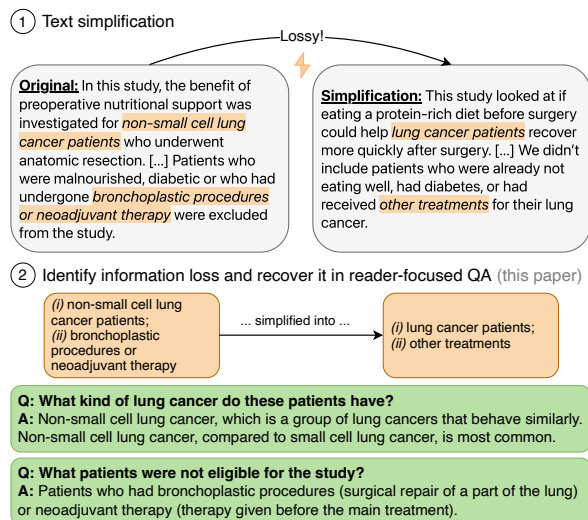 1 Text simplification
Lossy!
Original: In this study, the benefit of
preoperative nutritional support was
investigated for non-small cell lung
cancer patients who underwent
anatomic resection. [...] Patients who
were malnourished, diabetic or who had
undergone bronchoplastic procedures
or neoadjuvant therapy were excluded
from the study.
Simplification: This study looked at if
eating a protein-rich diet before surgery
could help lung cancer patients recover
more quickly after surgery. [...] We didn't
include patients who were already not
eating well, had diabetes, or had
received other treatments for their lung
cancer.
2 Identify information loss and recover it in reader-focused QA (this paper)
(i) non-small cell lung
cancer patients;
(ii) bronchoplastic
procedures or
neoadjuvant therapy
... simplified into ...
(i) lung cancer patients;
(ii) other treatments
Q: What kind of lung cancer do these patients have?
A: Non-small cell lung cancer, which is a group of lung cancers that behave similarly.
Non-small cell lung cancer, compared to small cell lung cancer, is most common.
Q: What patients were not eligible for the study?
A: Patients who had bronchoplastic procedures (surgical repair of a part of the lung)
or neoadjuvant therapy (therapy given before the main treatment).